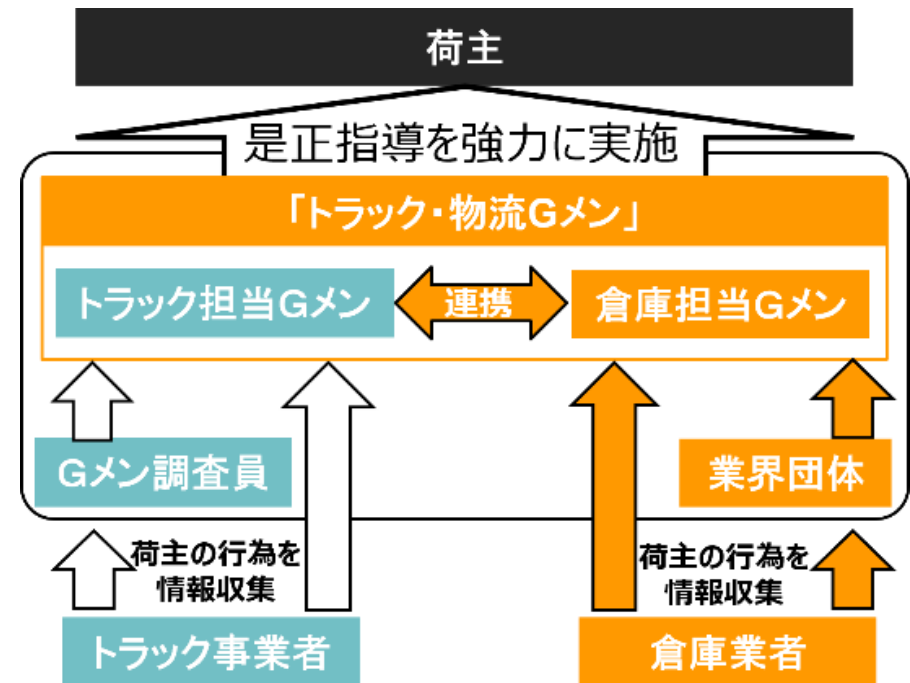 荷主
是正指導を強力に実施
「トラック・物流Gメン」
トラック担当Gメン
連携
倉庫担当Gメン
Gメン調査員
業界団体
荷主の行為を
情報収集
荷主の行為を
情報収集
トラック事業者
倉庫業者